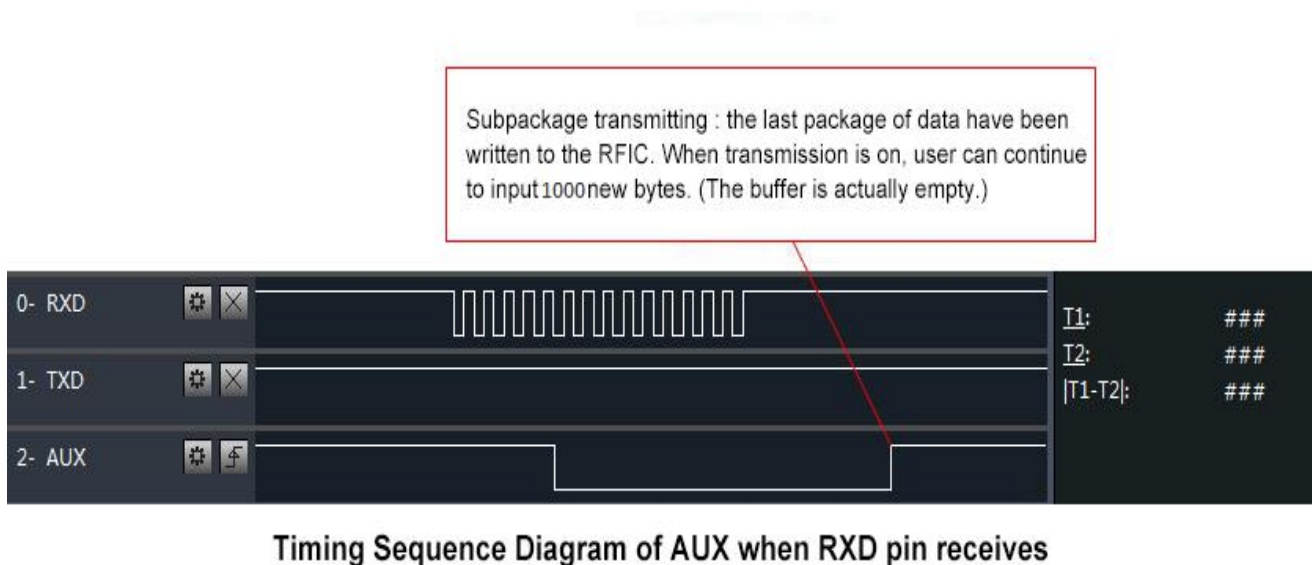 Subpackage transmitting : the last package of data have been
written to the RFIC. When transmission is on, user can continue
to input 1000 new bytes. (The buffer is actually empty.)
0- RXD
T1: ###
1- TXD
T2: ###
|T1-T2|: ###
2- AUX
Timing Sequence Diagram of AUX when RXD pin receives